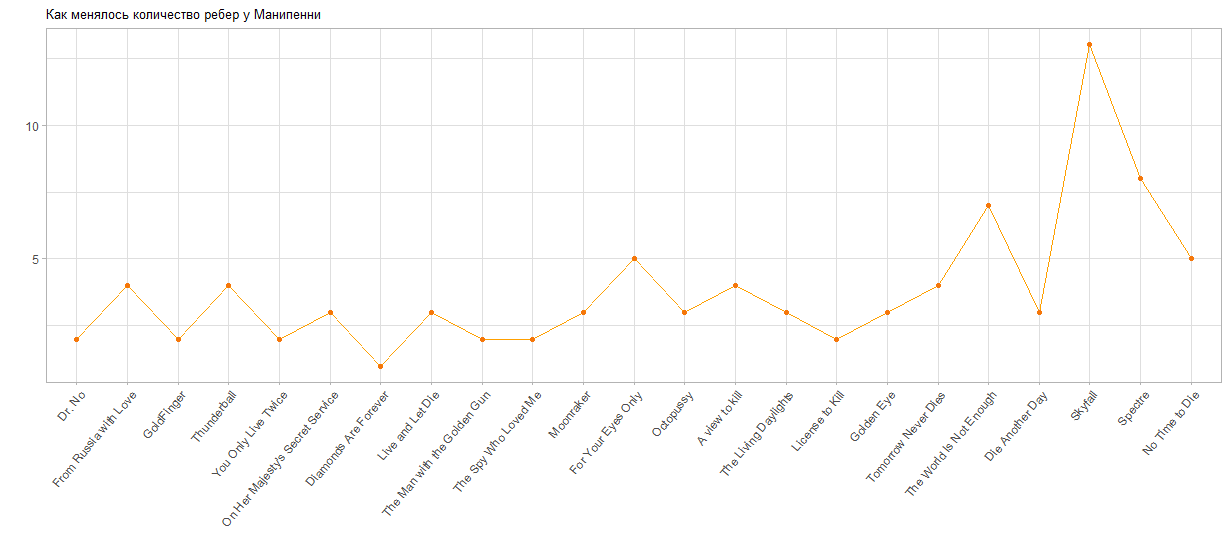 Как менялось количество ребер у Манипенни
10
5
Dr. No
From Russia with Love
GoldFinger
Thunderball
You Only Live Twice
On Her Majesty's Secret Service
Diamonds Are Forever
Live and Let Die
The Man with the Golden Gun
The Spy Who Loved Me
Moonraker
For Your Eyes Only
Octopussy
A view to kill
The Living Daylights
License to Kill
Golden Eye
Tomorrow Never Dies
The World Is Not Enough
Die Another Day
Skyfall
Spectre
No Time to Die